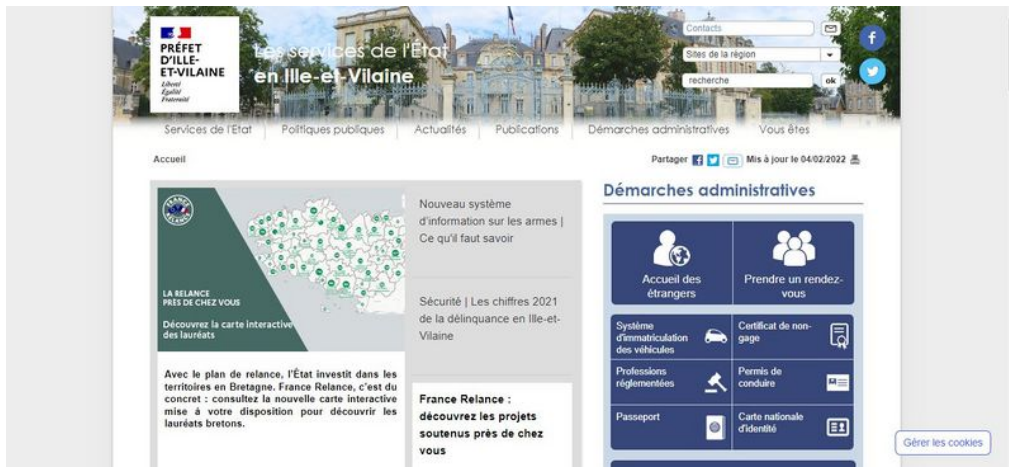 PRÉFET
D'ILLE-
ET-VILAINE
Liberté
Égalité
Fraternité
Les services de l'État
en Ille-et-Vilaine
Contacts
Sites de la région
recherche
ok
Services de l'Etat
Politiques publiques
Actualités
Publications
Démarches administratives
Vous êtes
Accueil
Partager
Mis à jour le 04/02/2022
FRANCE
RELANCE
LA RELANCE
PRÈS DE CHEZ VOUS
Découvrez la carte interactive
des lauréats
Avec le plan de relance, l'État investit dans les
territoires en Bretagne. France Relance, c'est du
concret : consultez la nouvelle carte interactive
mise à votre disposition pour découvrir les
lauréats bretons.
Nouveau système
d'information sur les armes |
Ce qu'il faut savoir
Sécurité | Les chiffres 2021
de la délinquance en Ille-et-
Vilaine
France Relance :
découvrez les projets
soutenus près de chez
vous
Démarches administratives
Accueil des
étrangers
Prendre un rendez-
vous
Système
d'immatriculation
des véhicules
Certificat de non-
gage
Professions
réglementées
Permis de
conduire
Passeport
Carte nationale
d'identité
Gérer les cookies